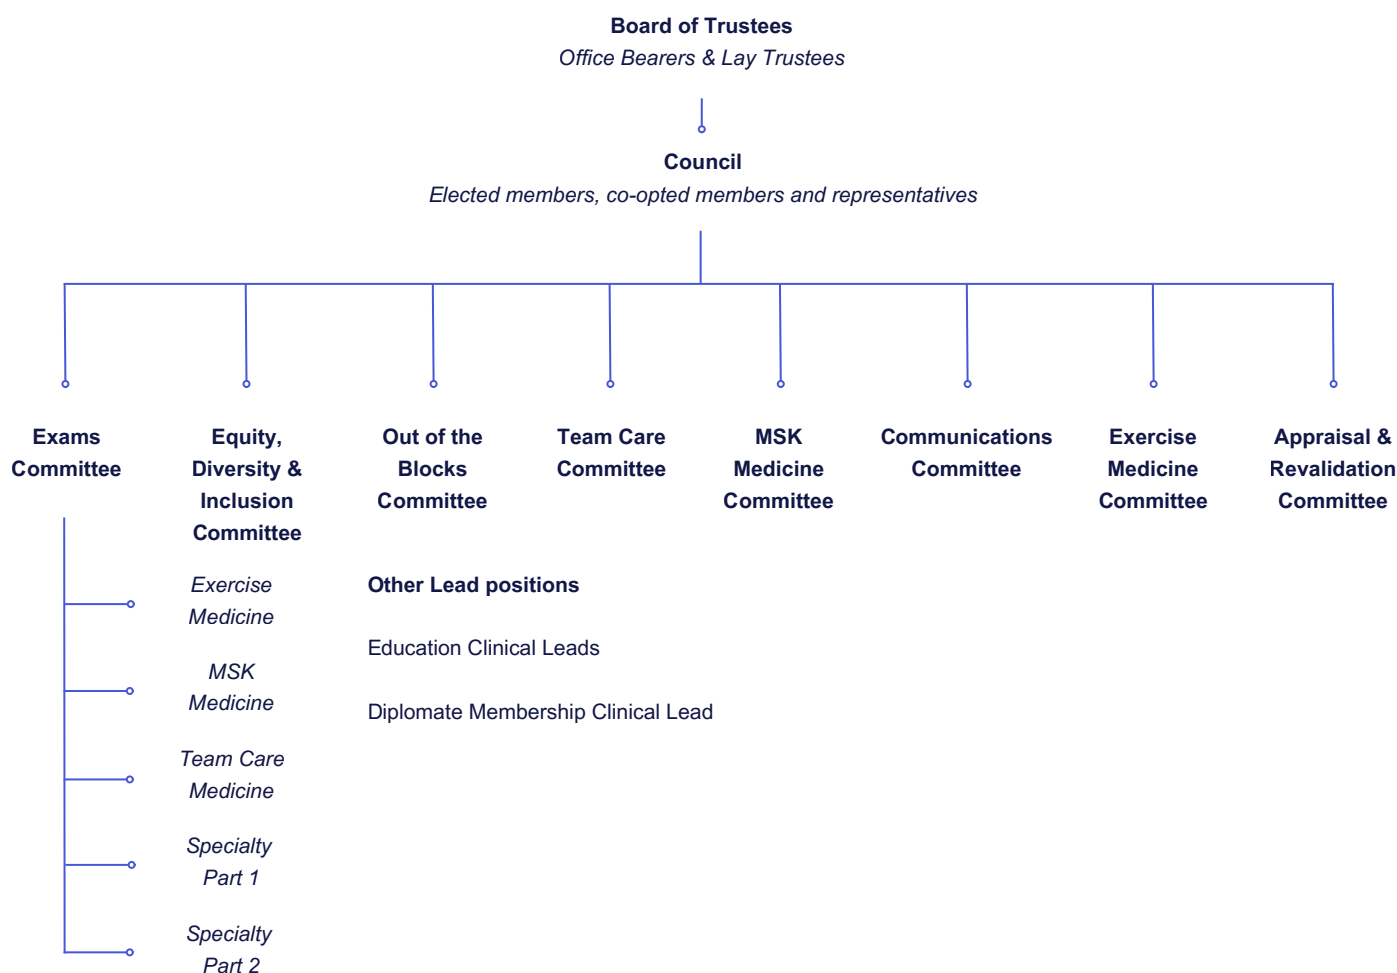 Board of Trustees
Office Bearers & Lay Trustees
Council
Elected members, co-opted members and representatives
Exams
Committee
Equity,
Diversity &
Inclusion
Committee
Out of the
Blocks
Committee
Team Care
Committee
MSK
Medicine
Committee
Communications
Committee
Exercise
Medicine
Committee
Appraisal &
Revalidation
Committee
Exercise
Medicine
MSK
Medicine
Team Care
Medicine
Specialty
Part 1
Specialty
Part 2
Other Lead positions
Education Clinical Leads
Diplomate Membership Clinical Lead